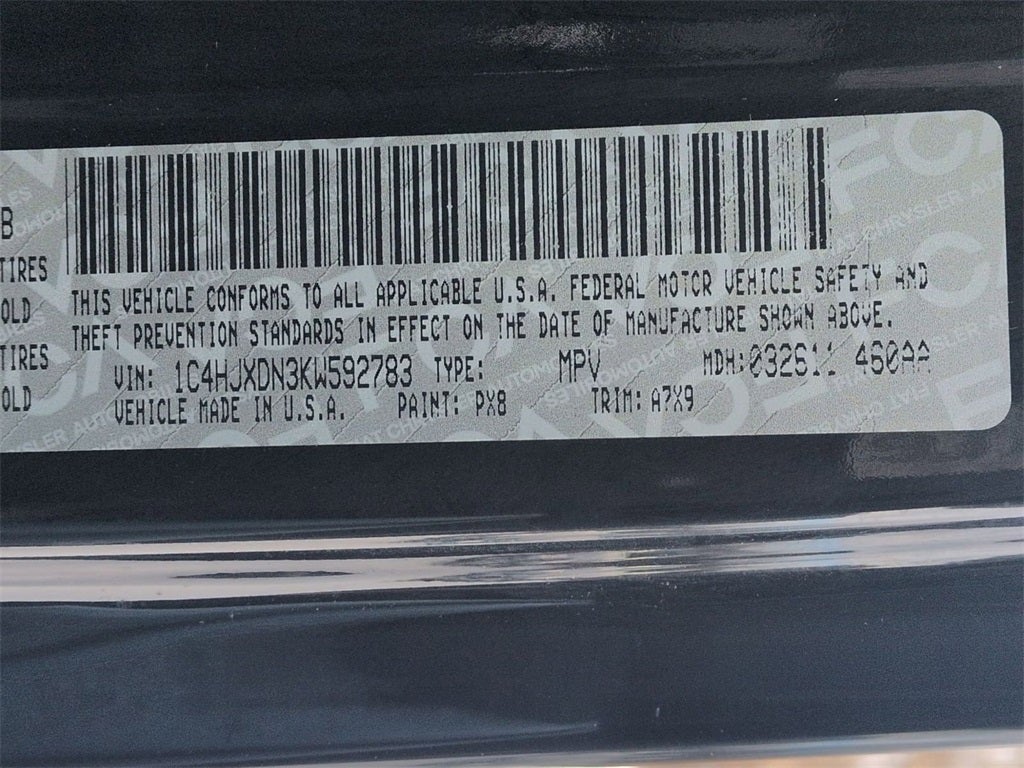 B
TIRES
OLD
TIRES
OLD
THIS VEHICLE CONFORMS TO ALL APPLICABLE U.S.A. FEDERAL MOTOR VEHICLE SAFETY AND
THEFT PREVENTION STANDARDS IN EFFECT ON THE DATE OF MANUFACTURE SHOWN ABOVE.
VIN: 1C4HJXDN3KW592783 TYPE: MPV MDH: 032611 460AA
VEHICLE MADE IN U.S.A. PAINT: PX8 TRIM: A7X9